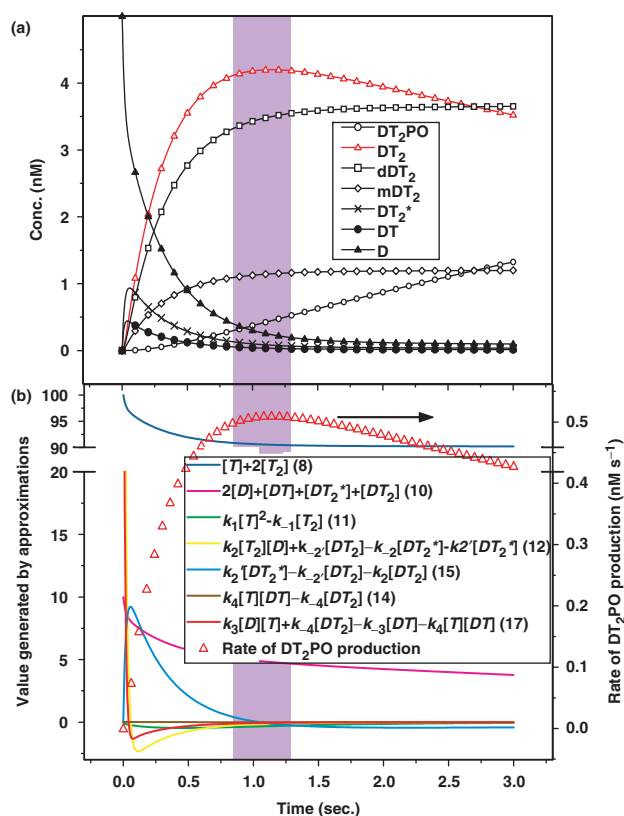 (a)
4
3
2
1
0
Conc. (nM)
DT2PO
DT2
dDT2
mDT2
DT2*
DT
D
(b)
100
95
90
20
15
10
5
0
Value generated by approximations
0.5
0.4
0.3
0.2
0.1
0.0
Rate of DT2PO production (nM s−1)
[T]+2[T2] (8)
2[D]+[DT]+[DT2*]+[DT2] (10)
k1[T]2-k−1[T2] (11)
k2[T2][D]+k−2′[DT2]−k−2[DT2*]−k2′[DT2*] (12)
k2′[DT2*]−k−2′[DT2]−k2[DT2] (15)
k4[T][DT]−k−4[DT2] (14)
k3[D][T]+k−4[DT2]−k−3[DT]−k4[T][DT] (17)
Rate of DT2PO production
0.0 0.5 1.0 1.5 2.0 2.5 3.0
Time (sec.)